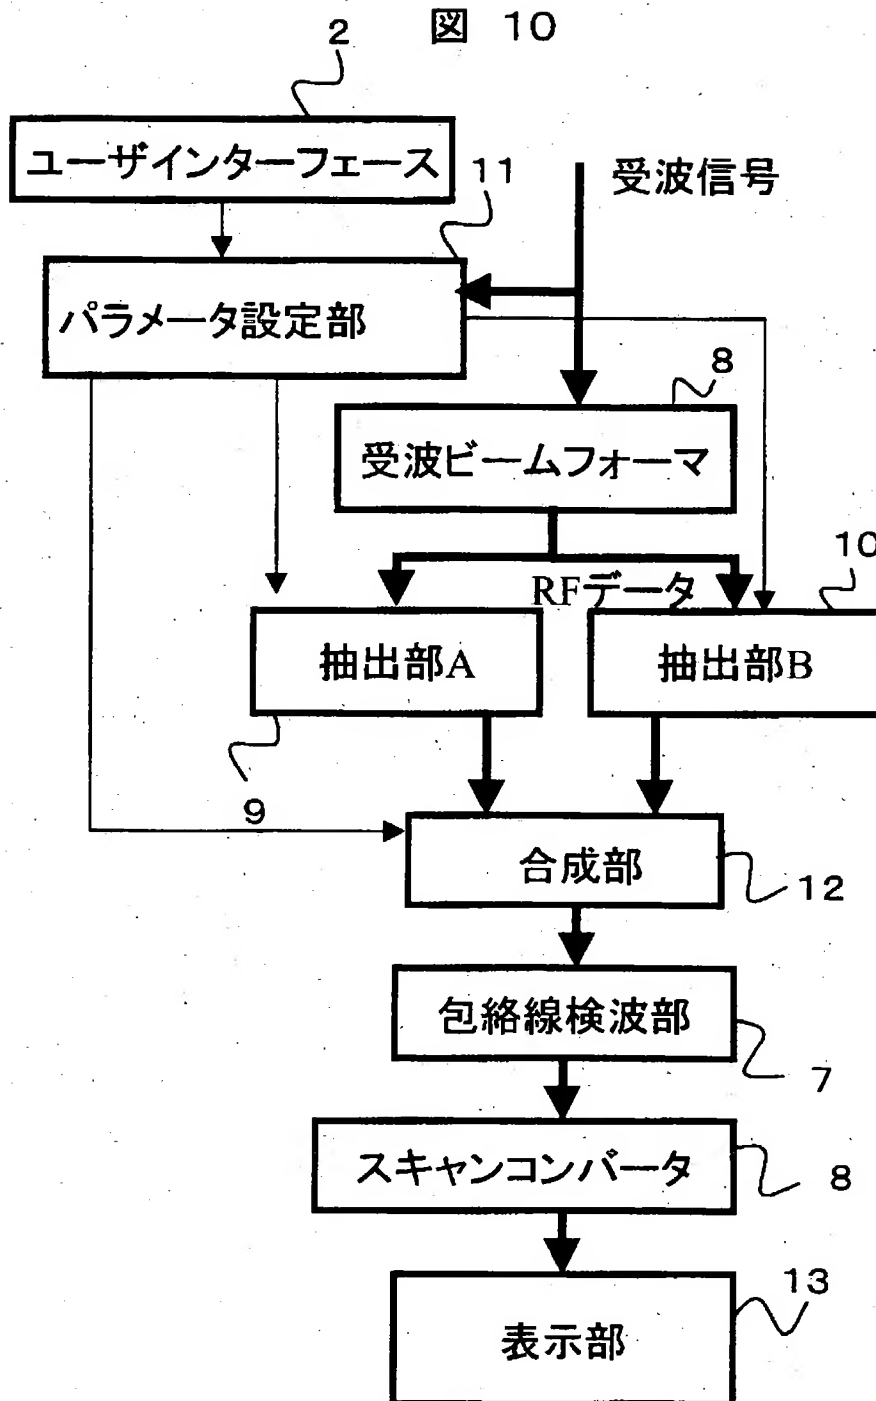 図 10
2
ユーザインターフェース
11
受波信号
パラメータ設定部
8
受波ビームフォーマ
10
RFデータ
抽出部A
抽出部B
9
合成部
12
包絡線検波部
7
スキャンコンバータ
8
13
表示部